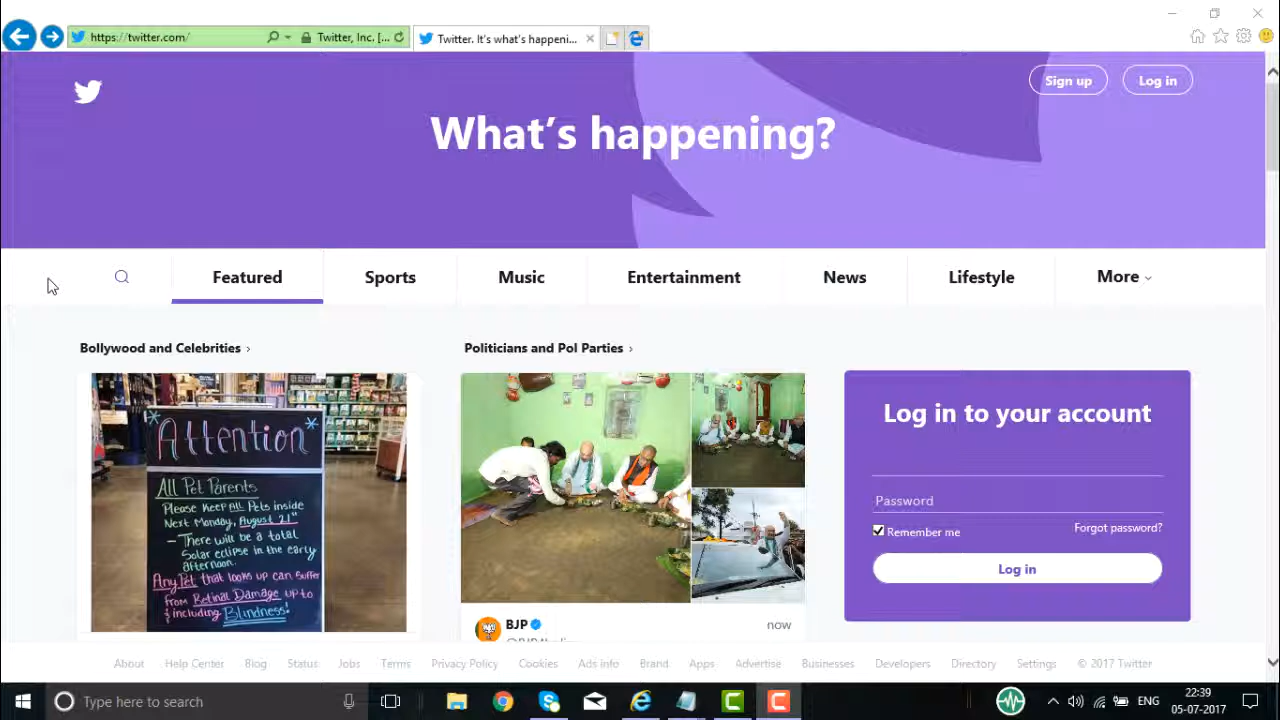 https://twitter.com/
Twitter, Inc. [...
Twitter. It's what's happeni...
Sign up
Log in
What's happening?
Featured
Sports
Music
Entertainment
News
Lifestyle
More
Bollywood and Celebrities
Politicians and Pol Parties
Attention
All Pet Parents
Please Keep All Pets inside
Next Monday, August 21st
- There will be a total
Solar eclipse in the early
afternoon.
Any Pet that looks up can suffer
from Retinal Damage up to
& including Blindness!
BJP
now
Log in to your account
Password
Remember me
Forgot password?
Log in
About
Help Center
Blog
Status
Jobs
Terms
Privacy Policy
Cookies
Ads info
Brand
Apps
Advertise
Businesses
Developers
Directory
Settings
© 2017 Twitter
Type here to search
ENG
22:39
05-07-2017